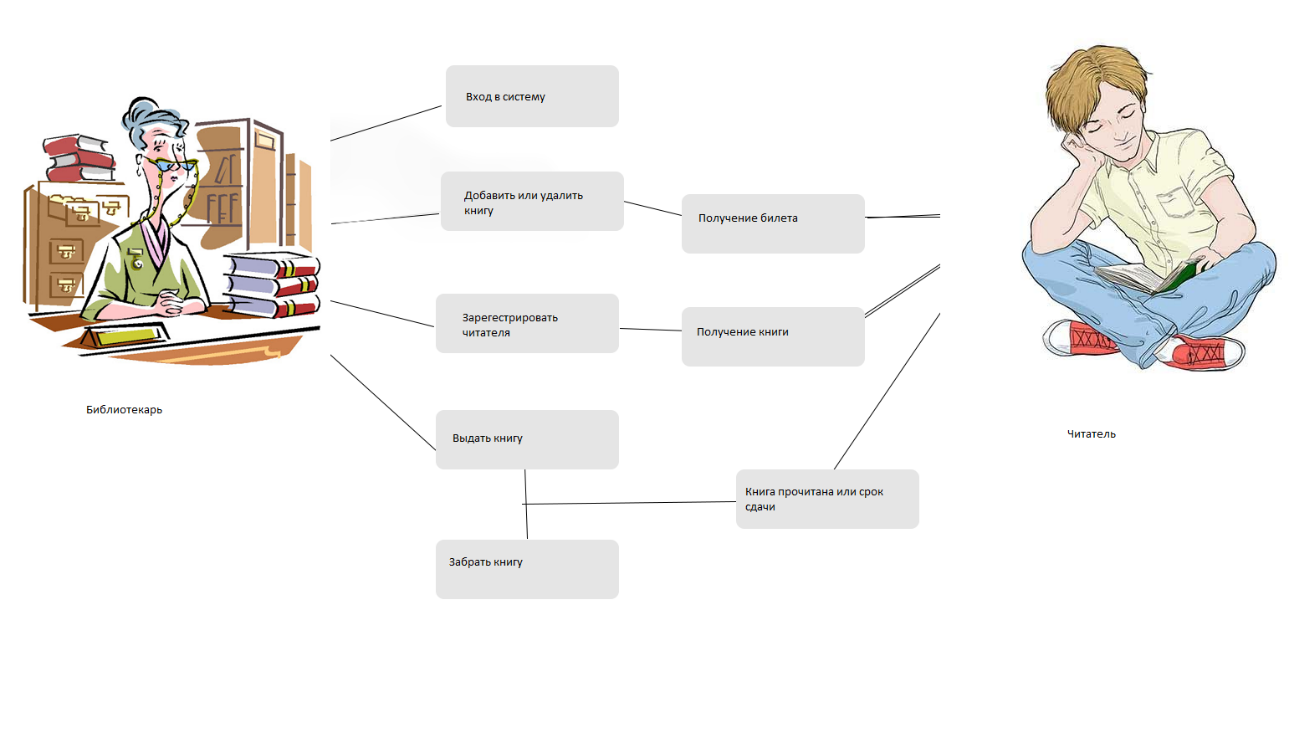 Вход в систему
Добавить или удалить
книгу
Получение билета
Зарегестрировать
читателя
Получение книги
Библиотекарь
Читатель
Выдать книгу
Книга прочитана или срок
сдачи
Забрать книгу